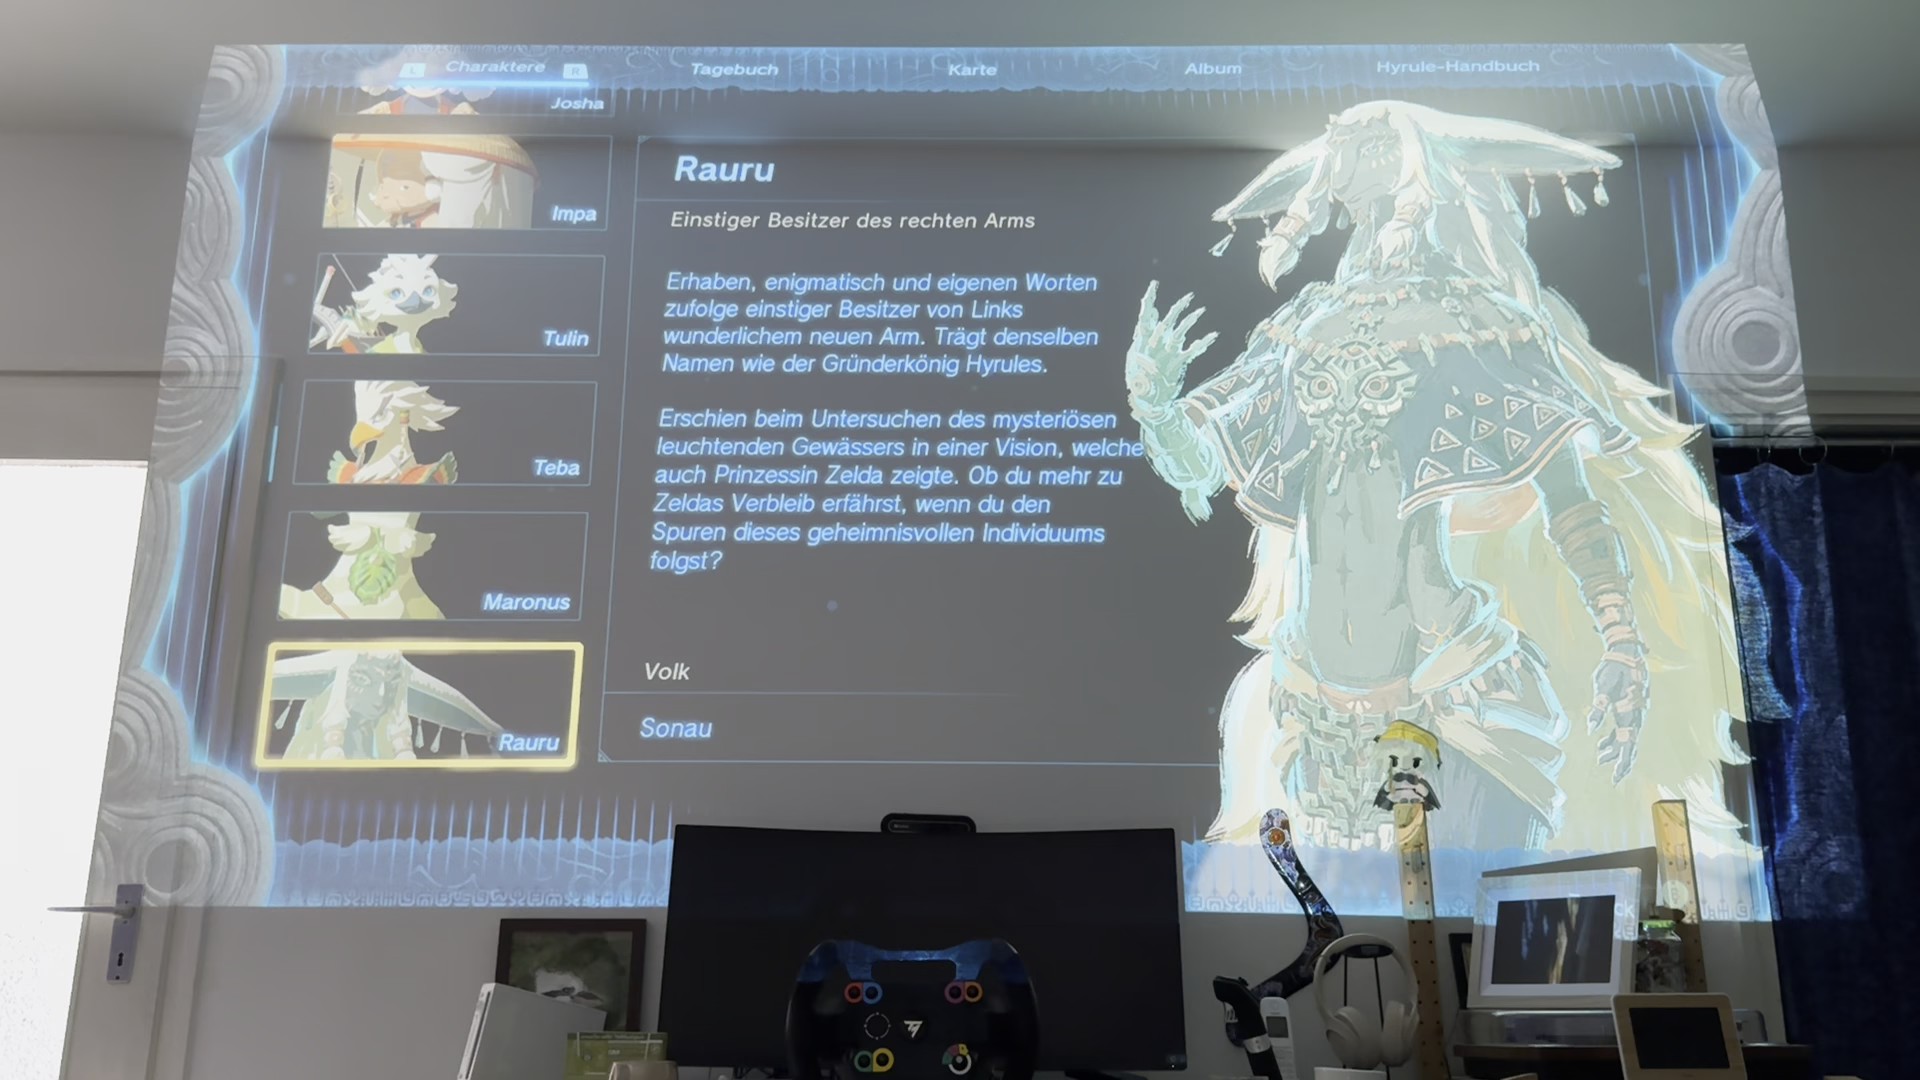 L Charaktere R Tagebuch Karte Album Hyrule-Handbuch
Josha
Impa
Tulin
Teba
Maronus
Rauru
Rauru
Einstiger Besitzer des rechten Arms
Erhaben, enigmatisch und eigenen Worten
zufolge einstiger Besitzer von Links
wunderlichem neuen Arm. Trägt denselben
Namen wie der Gründerkönig Hyrules.
Erschien beim Untersuchen des mysteriösen
leuchtenden Gewässers in einer Vision, welche
auch Prinzessin Zelda zeigte. Ob du mehr zu
Zeldas Verbleib erfährst, wenn du den
Spuren dieses geheimnisvollen Individuums
folgst?
Volk
Sonau